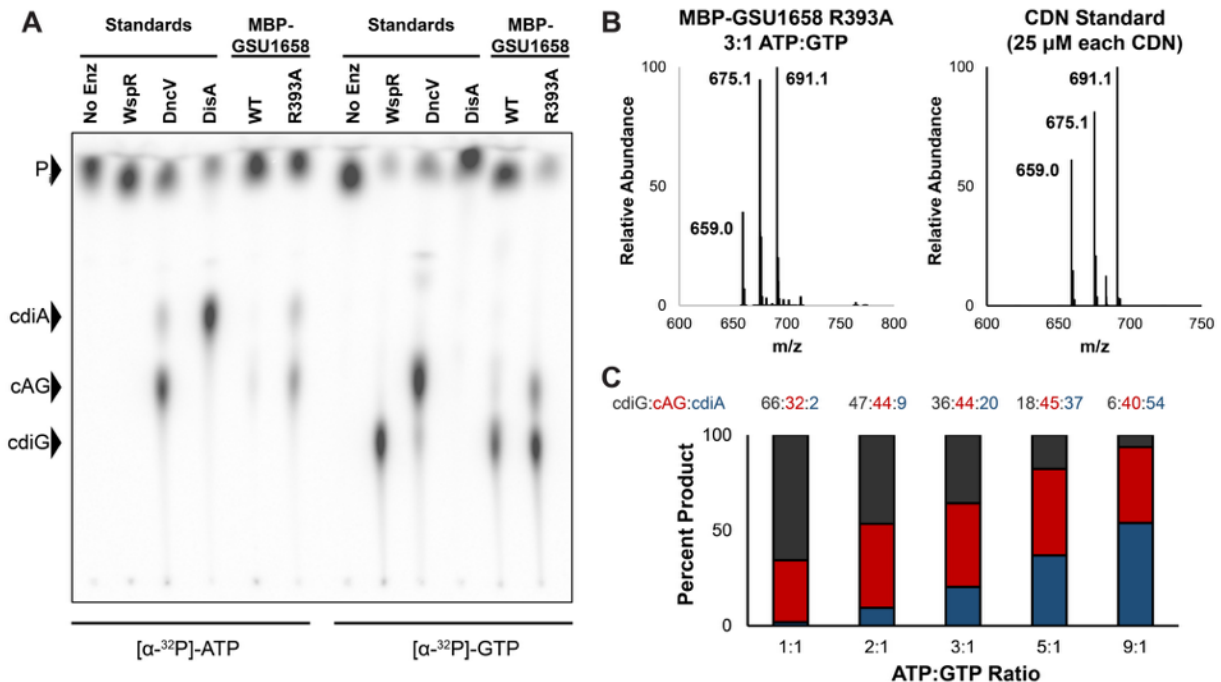 A
Standards
MBP-
GSU1658
Standards
MBP-
GSU1658
No Enz
WspR
DncV
DisA
WT
R393A
No Enz
WspR
DncV
DisA
WT
R393A
P
cdiA
cAG
cdiG
[α-³²P]-ATP
[α-³²P]-GTP
B
MBP-GSU1658 R393A
3:1 ATP:GTP
Relative Abundance
100
50
0
675.1
691.1
659.0
600
650
700
750
800
m/z
CDN Standard
(25 µM each CDN)
Relative Abundance
100
50
0
691.1
675.1
659.0
600
650
700
750
m/z
C
cdiG:cAG:cdiA
66:32:2
47:44:9
36:44:20
18:45:37
6:40:54
Percent Product
100
50
0
1:1
2:1
3:1
5:1
9:1
ATP:GTP Ratio